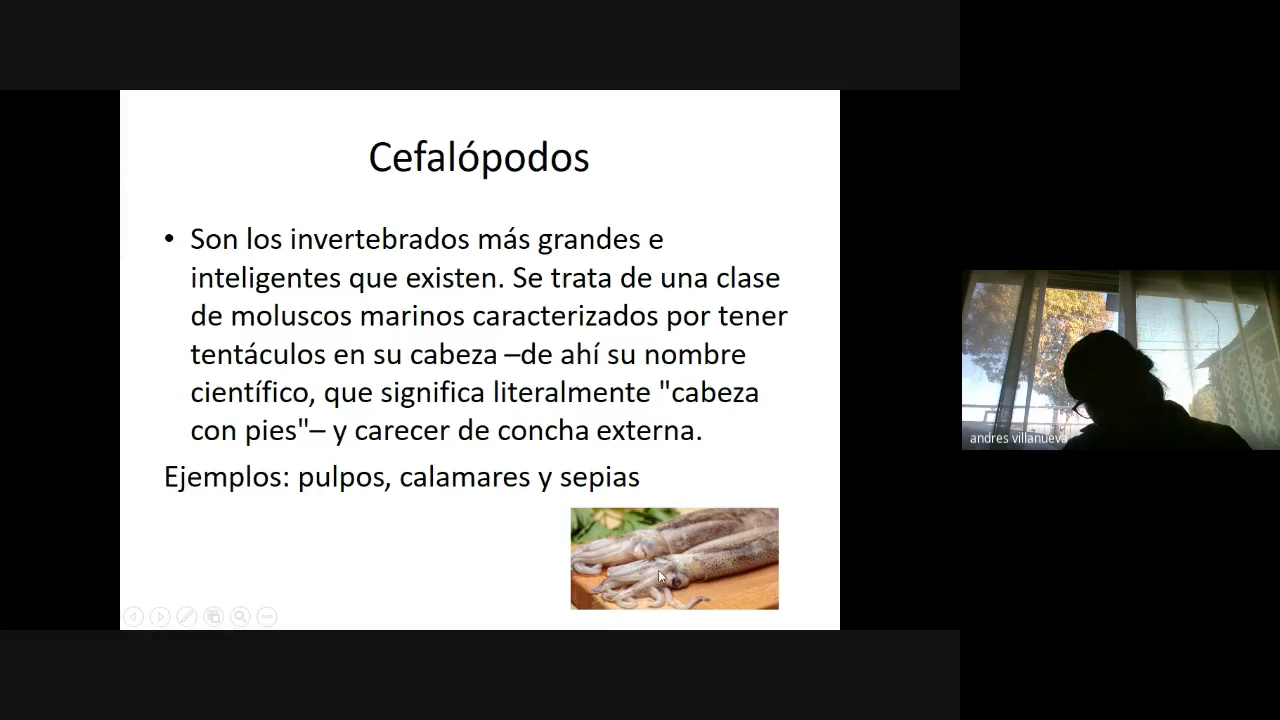 Cefalópodos
• Son los invertebrados más grandes e
inteligentes que existen. Se trata de una clase
de moluscos marinos caracterizados por tener
tentáculos en su cabeza –de ahí su nombre
científico, que significa literalmente "cabeza
con pies"– y carecer de concha externa.
Ejemplos: pulpos, calamares y sepias
andres villanueva